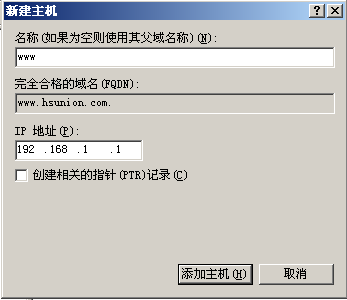 新建主机
名称(如果为空则使用其父域名称)(N):
www
完全合格的域名(FQDN):
www.hsunion.com.
IP 地址(P):
192 .168 .1 .1
创建相关的指针(PTR)记录(C)
添加主机(H) 取消